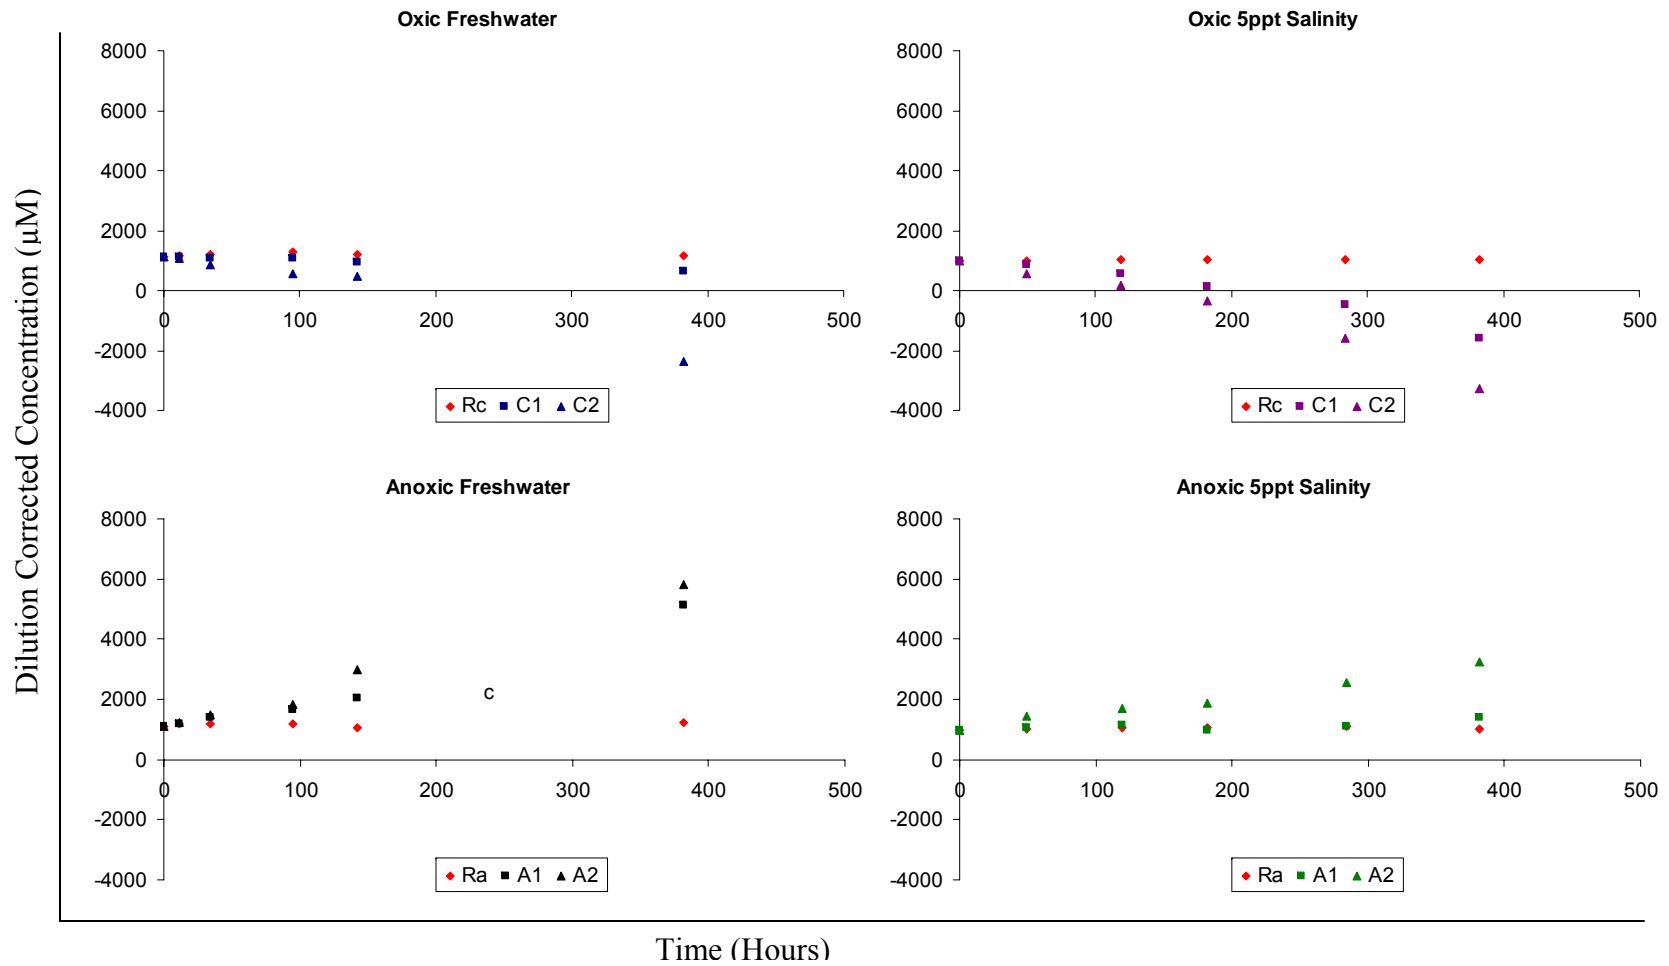 Oxic Freshwater
8000
6000
4000
2000
0
-2000
-4000
0 100 200 300 400 500
Rc C1 C2
Oxic 5ppt Salinity
8000
6000
4000
2000
0
-2000
-4000
0 100 200 300 400 500
Rc C1 C2
Dilution Corrected Concentration (µM)
Anoxic Freshwater
8000
6000
4000
2000
0
-2000
-4000
c
0 100 200 300 400 500
Ra A1 A2
Anoxic 5ppt Salinity
8000
6000
4000
2000
0
-2000
-4000
0 100 200 300 400 500
Ra A1 A2
Time (Hours)